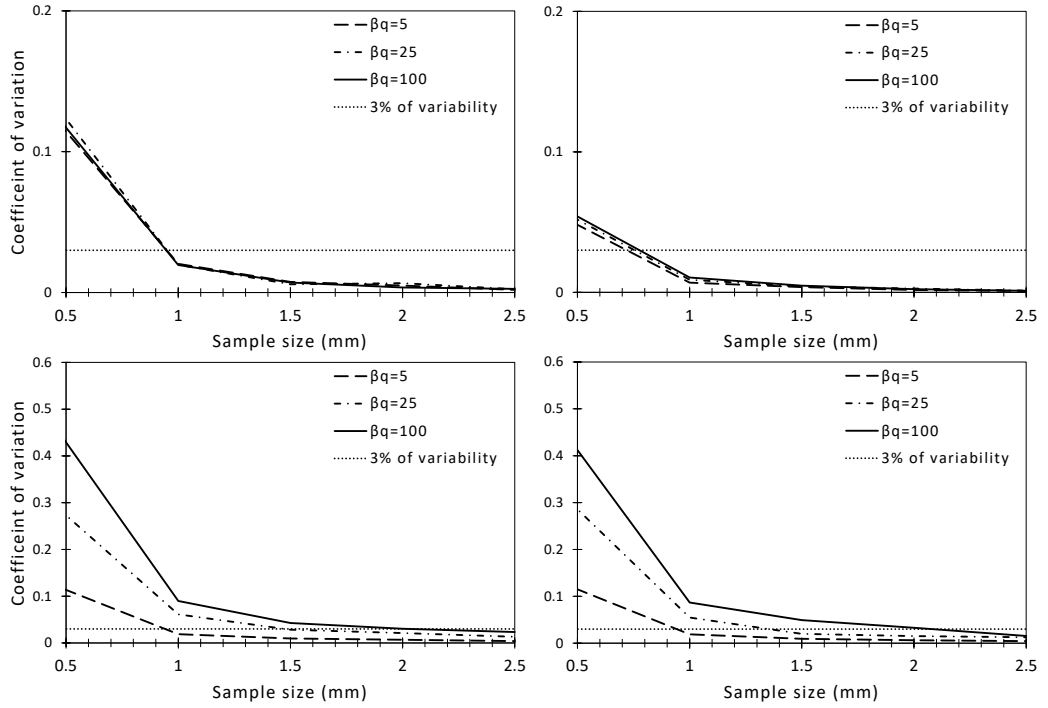 0.2
βq=5
βq=25
βq=100
3% of variability
0.1
0
0.5 1 1.5 2 2.5
Sample size (mm)
Coefficeint of variation
0.2
βq=5
βq=25
βq=100
3% of variability
0.1
0
0.5 1 1.5 2 2.5
Sample size (mm)
0.6
βq=5
βq=25
βq=100
3% of variability
0.5
0.4
0.3
0.2
0.1
0
0.5 1 1.5 2 2.5
Sample size (mm)
Coefficeint of variation
0.6
βq=5
βq=25
βq=100
3% of variability
0.5
0.4
0.3
0.2
0.1
0
0.5 1 1.5 2 2.5
Sample size (mm)